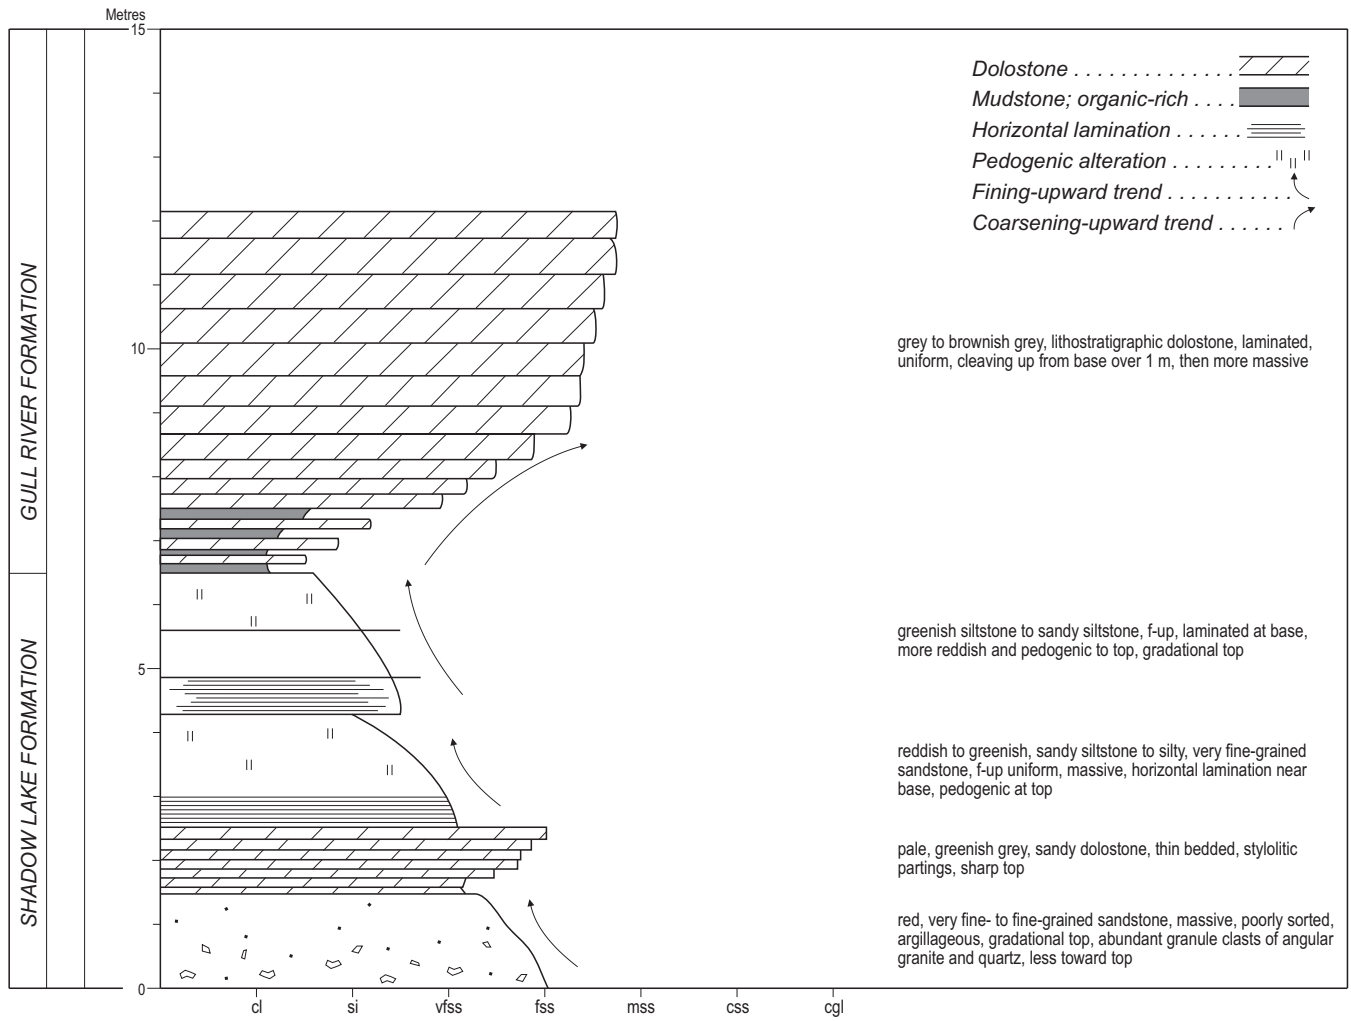 Metres
15
Dolostone . . . . . . . . . . . . . .
Mudstone; organic-rich . . . .
Horizontal lamination . . . . . .
Pedogenic alteration . . . . . . . . .
Fining-upward trend . . . . . . . . . . .
Coarsening-upward trend . . . . . .
GULL RIVER FORMATION
10
grey to brownish grey, lithostratigraphic dolostone, laminated,
uniform, cleaving up from base over 1 m, then more massive
SHADOW LAKE FORMATION
greenish siltstone to sandy siltstone, f-up, laminated at base,
more reddish and pedogenic to top, gradational top
5
reddish to greenish, sandy siltstone to silty, very fine-grained
sandstone, f-up uniform, massive, horizontal lamination near
base, pedogenic at top
pale, greenish grey, sandy dolostone, thin bedded, stylolitic
partings, sharp top
red, very fine- to fine-grained sandstone, massive, poorly sorted,
argillageous, gradational top, abundant granule clasts of angular
granite and quartz, less toward top
0
cl si vfss fss mss css cgl